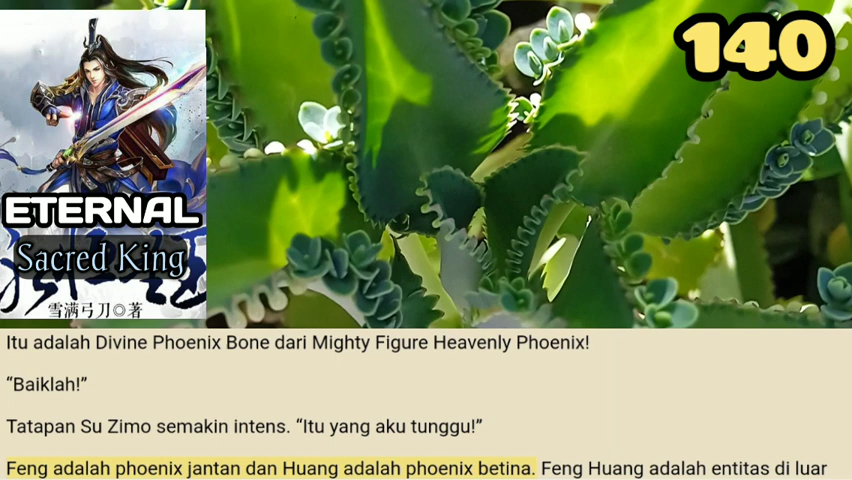 140
ETERNAL
Sacred King
雪满弓刀◎著
Itu adalah Divine Phoenix Bone dari Mighty Figure Heavenly Phoenix!
“Baiklah!”
Tatapan Su Zimo semakin intens. “Itu yang aku tunggu!”
Feng adalah phoenix jantan dan Huang adalah phoenix betina. Feng Huang adalah entitas di luar